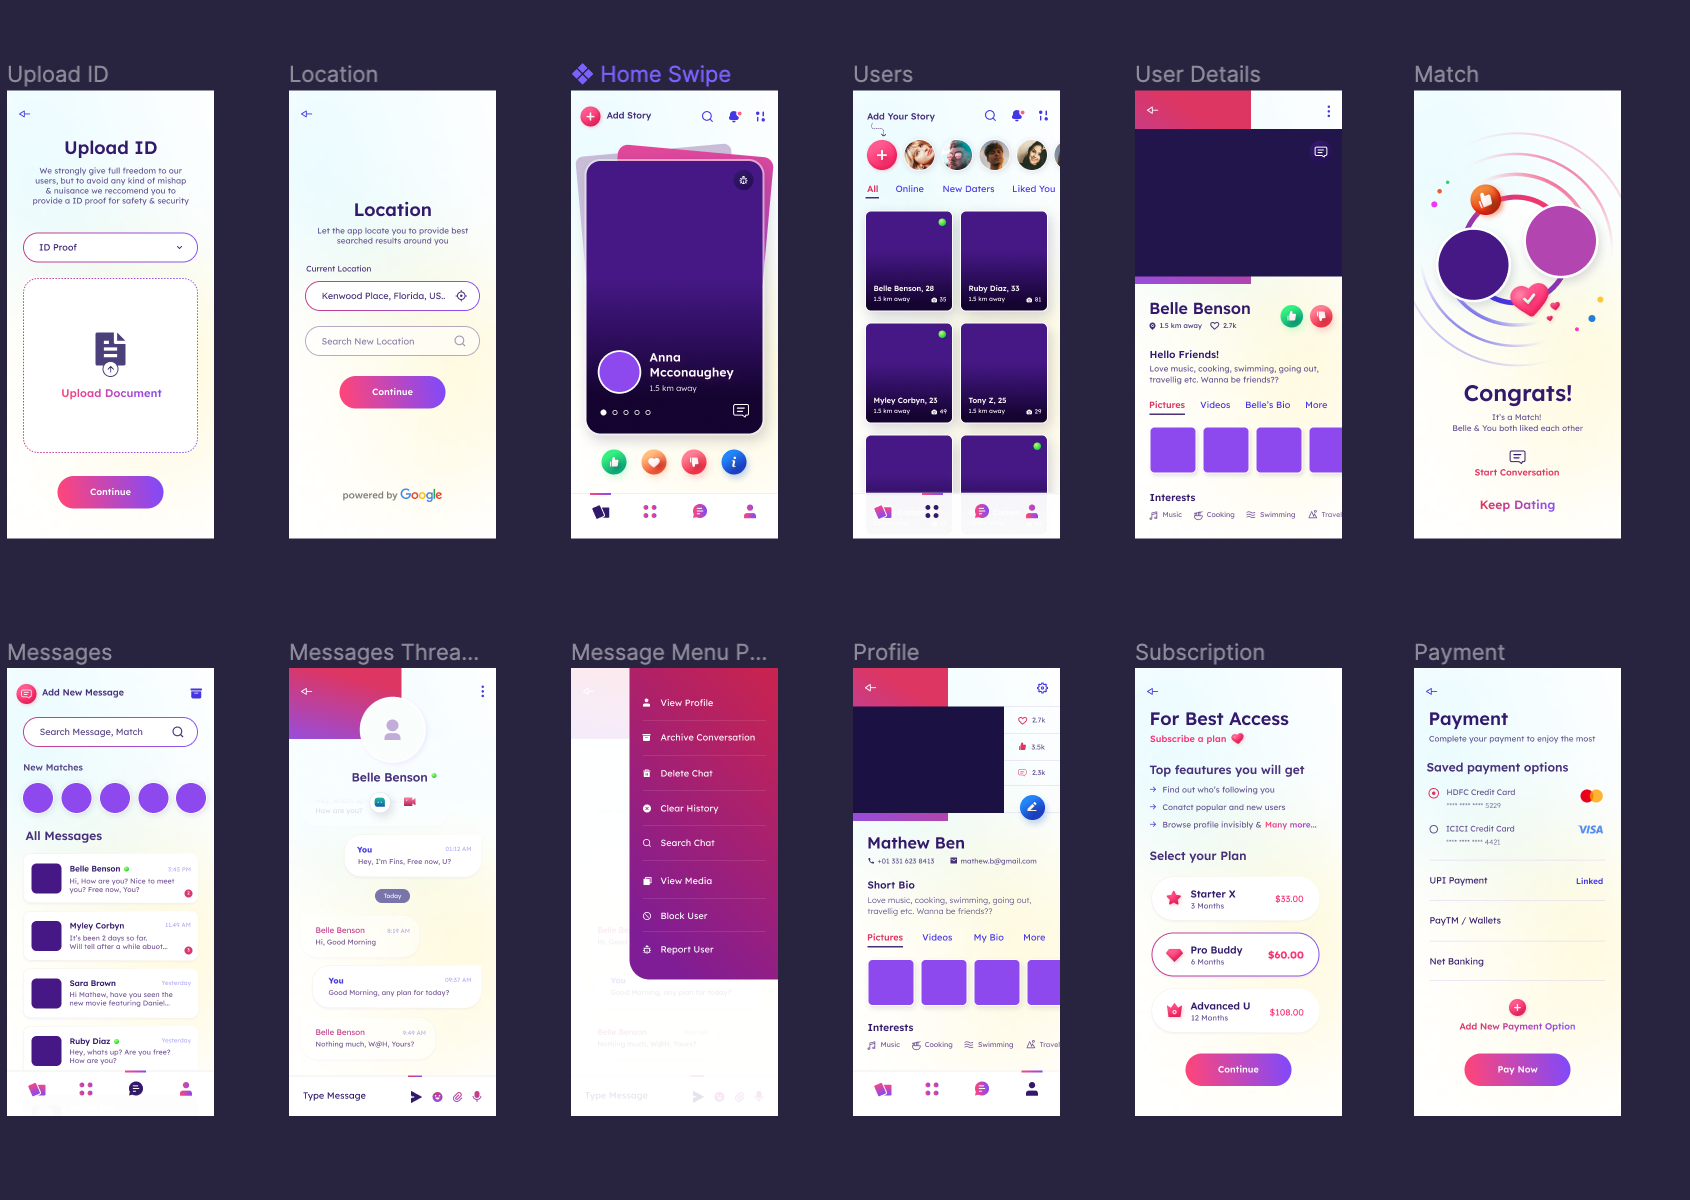 Upload ID
Upload ID
We strongly give full freedom to our
users, but to avoid any kind of mishap
& nuisance we reccomend you to
provide a ID proof for safety & security
ID Proof
Upload Document
Continue
Location
Location
Let the app locate you to provide best
searched results around you
Current Location
Kenwood Place, Florida, US..
Search New Location
Continue
powered by Google
Home Swipe
Add Story
Anna
Mcconaughey
1.5 km away
Users
Add Your Story
All Online New Daters Liked You
Belle Benson, 28
1.5 km away 35
Ruby Diaz, 33
1.5 km away 81
Myley Corbyn, 23
1.5 km away 49
Tony Z, 25
1.5 km away 29
User Details
Belle Benson
1.5 km away 2.7k
Hello Friends!
Love music, cooking, swimming, going out,
travellig etc. Wanna be friends??
Pictures Videos Belle's Bio More
Interests
Music Cooking Swimming Travel
Match
Congrats!
It's a Match!
Belle & You both liked each other
Start Conversation
Keep Dating
Messages
Add New Message
Search Message, Match
New Matches
All Messages
Belle Benson 3:45 PM
Hi, How are you? Nice to meet
you? Free now, You?
Myley Corbyn 11:49 AM
It's been 2 days so far.
Will tell after a while abuot...
Sara Brown Yesterday
Hi Mathew, have you seen the
new movie featuring Daniel...
Ruby Diaz Yesterday
Hey, whats up? Are you free?
How are you?
Messages Threa...
Belle Benson
How are you?
You 01:12 AM
Hey, I'm Fins, Free now, U?
Today
Belle Benson 8:19 AM
Hi, Good Morning
You 09:37 AM
Good Morning, any plan for today?
Belle Benson 9:49 AM
Nothing much, W@H, Yours?
Type Message
Message Menu P...
View Profile
Archive Conversation
Delete Chat
Clear History
Search Chat
View Media
Block User
Report User
You
Good Morning, any plan for today?
Belle Benson
Nothing much, W@H, Yours?
Type Message
Profile
2.7k
3.5k
2.3k
Mathew Ben
+01 331 623 8413 mathew.b@gmail.com
Short Bio
Love music, cooking, swimming, going out,
travellig etc. Wanna be friends??
Pictures Videos My Bio More
Interests
Music Cooking Swimming Travel
Subscription
For Best Access
Subscribe a plan
Top feautures you will get
Find out who's following you
Conatct popular and new users
Browse profile invisibly & Many more...
Select your Plan
Starter X
3 Months
$33.00
Pro Buddy
6 Months
$60.00
Advanced U
12 Months
$108.00
Continue
Payment
Payment
Complete your payment to enjoy the most
Saved payment options
HDFC Credit Card
**** **** **** 5229
ICICI Credit Card
VISA
**** **** **** 4421
UPI Payment Linked
PayTM / Wallets
Net Banking
Add New Payment Option
Pay Now